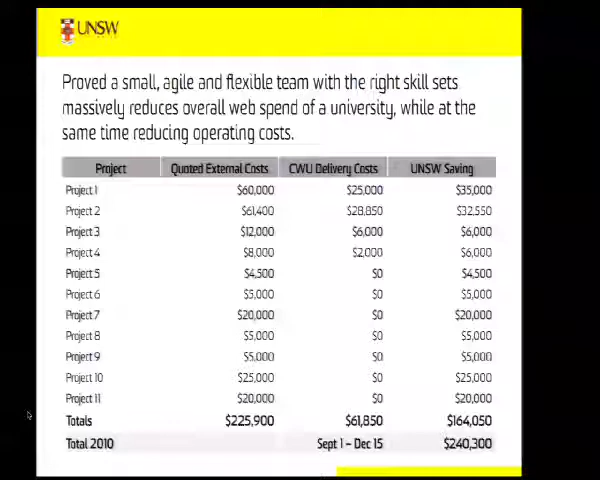 UNSW
Proved a small, agile and flexible team with the right skill sets
massively reduces overall web spend of a university, while at the
same time reducing operating costs.
Project Quoted External Costs CWU Delivery Costs UNSW Saving
Project 1 $60,000 $25,000 $35,000
Project 2 $61,400 $28,850 $32,550
Project 3 $12,000 $6,000 $6,000
Project 4 $8,000 $2,000 $6,000
Project 5 $4,500 $0 $4,500
Project 6 $5,000 $0 $5,000
Project 7 $20,000 $0 $20,000
Project 8 $5,000 $0 $5,000
Project 9 $5,000 $0 $5,000
Project 10 $25,000 $0 $25,000
Project 11 $20,000 $0 $20,000
Totals $225,900 $61,850 $164,050
Total 2010 Sept 1 – Dec 15 $240,300